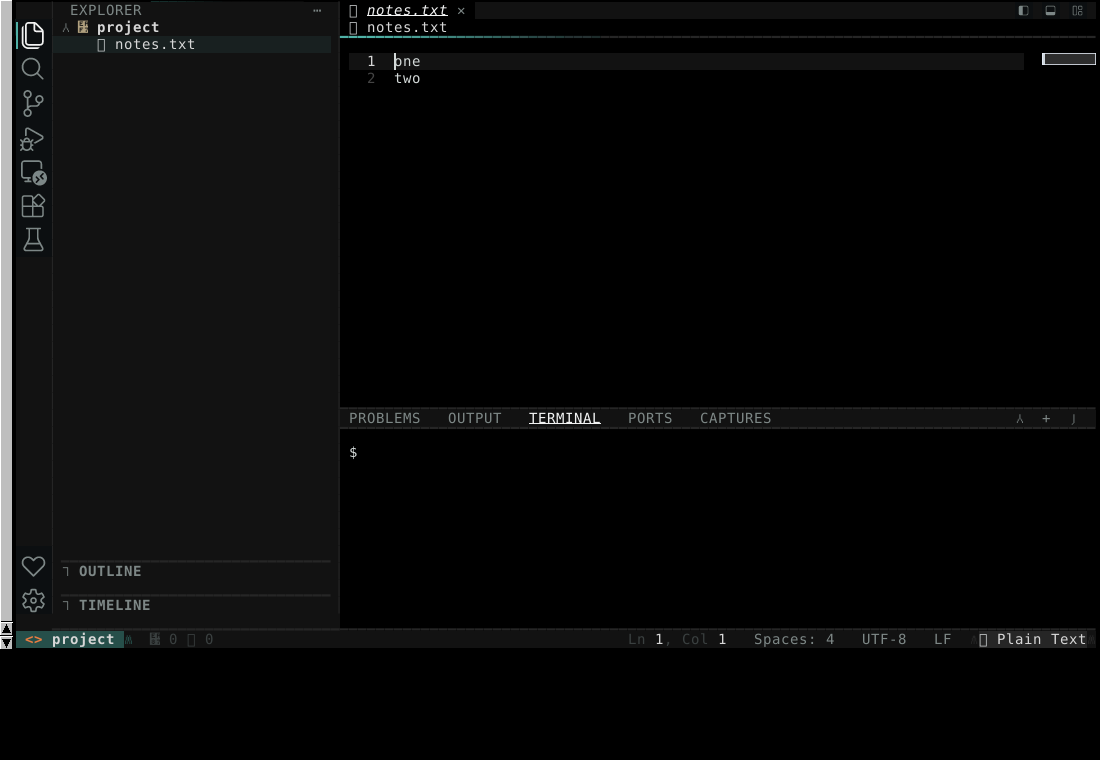 EXPLORER
project
notes.txt
OUTLINE
TIMELINE
notes.txt ×
notes.txt
1 one
2 two
PROBLEMS OUTPUT TERMINAL PORTS CAPTURES +
$
<> project 0 0 Ln 1, Col 1 Spaces: 4 UTF-8 LF Plain Text